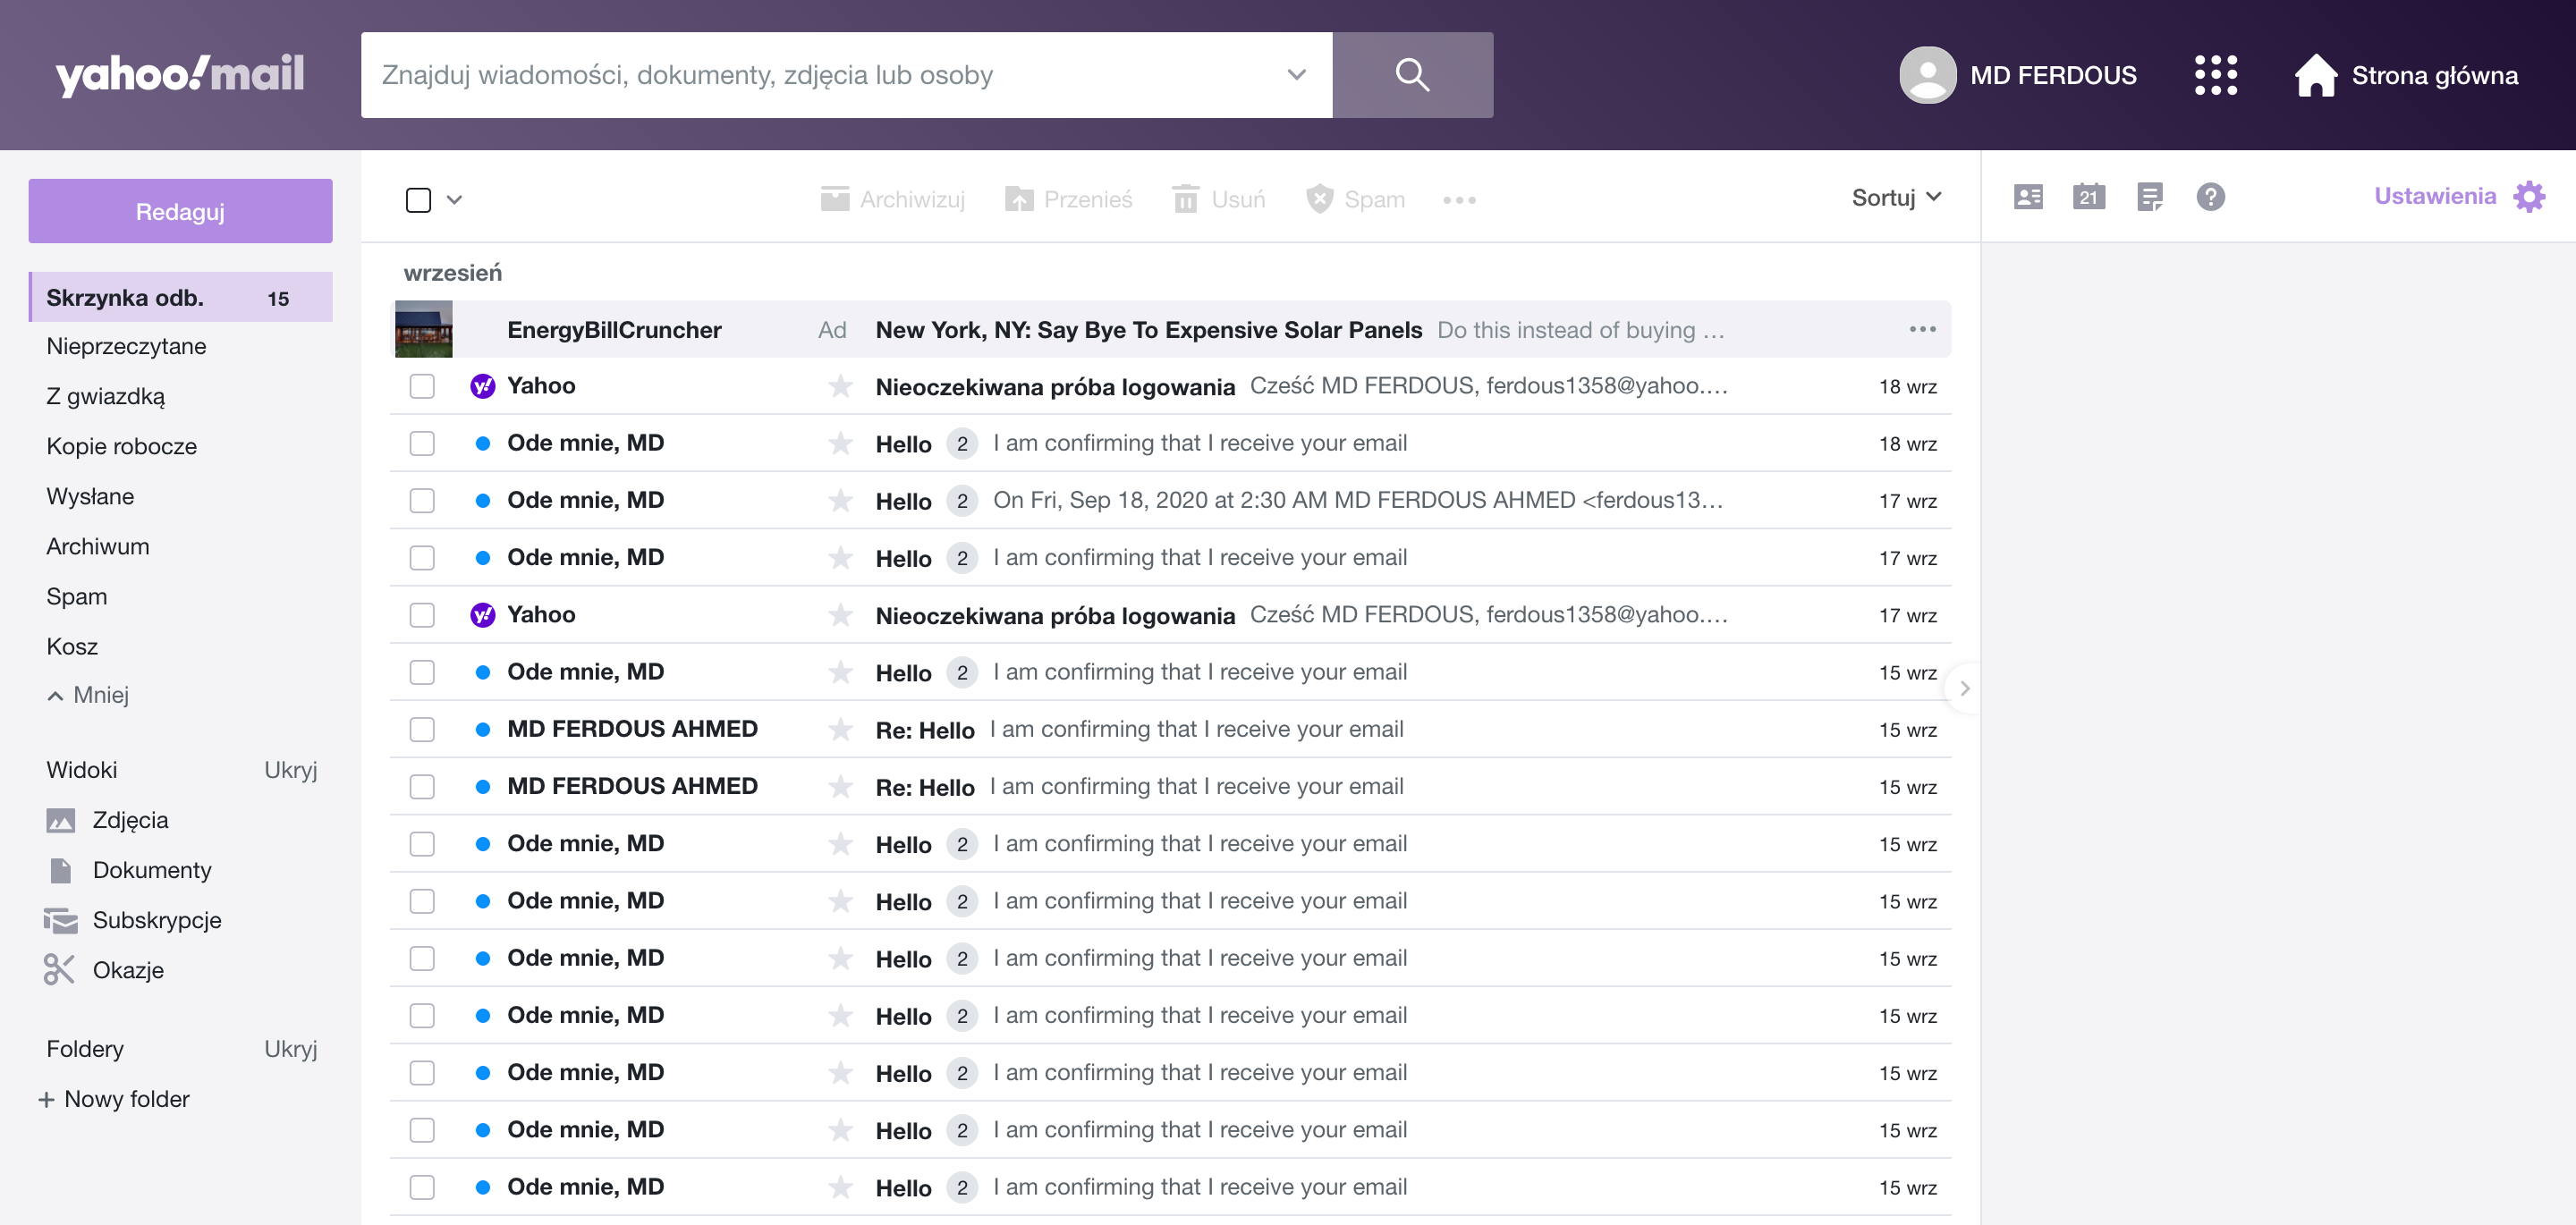 yahoo!mail
Znajduj wiadomości, dokumenty, zdjęcia lub osoby
MD FERDOUS
Strona główna
Redaguj
Skrzynka odb. 15
Nieprzeczytane
Z gwiazdką
Kopie robocze
Wysłane
Archiwum
Spam
Kosz
Mniej
Widoki Ukryj
Zdjęcia
Dokumenty
Subskrypcje
Okazje
Foldery Ukryj
+ Nowy folder
Archiwizuj Przenieś Usuń Spam ••• Sortuj
21 ? Ustawienia
wrzesień
EnergyBillCruncher Ad New York, NY: Say Bye To Expensive Solar Panels Do this instead of buying ... •••
y! Yahoo Nieoczekiwana próba logowania Cześć MD FERDOUS, ferdous1358@yahoo.... 18 wrz
Ode mnie, MD Hello 2 I am confirming that I receive your email 18 wrz
Ode mnie, MD Hello 2 On Fri, Sep 18, 2020 at 2:30 AM MD FERDOUS AHMED <ferdous13... 17 wrz
Ode mnie, MD Hello 2 I am confirming that I receive your email 17 wrz
y! Yahoo Nieoczekiwana próba logowania Cześć MD FERDOUS, ferdous1358@yahoo.... 17 wrz
Ode mnie, MD Hello 2 I am confirming that I receive your email 15 wrz
MD FERDOUS AHMED Re: Hello I am confirming that I receive your email 15 wrz
MD FERDOUS AHMED Re: Hello I am confirming that I receive your email 15 wrz
Ode mnie, MD Hello 2 I am confirming that I receive your email 15 wrz
Ode mnie, MD Hello 2 I am confirming that I receive your email 15 wrz
Ode mnie, MD Hello 2 I am confirming that I receive your email 15 wrz
Ode mnie, MD Hello 2 I am confirming that I receive your email 15 wrz
Ode mnie, MD Hello 2 I am confirming that I receive your email 15 wrz
Ode mnie, MD Hello 2 I am confirming that I receive your email 15 wrz
Ode mnie, MD Hello 2 I am confirming that I receive your email 15 wrz